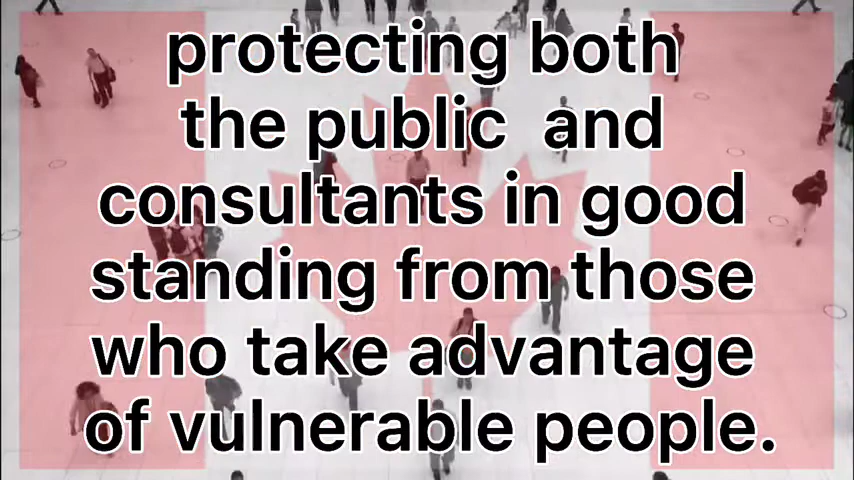 protecting both
the public  and
consultants in good
standing from those
who take advantage
of vulnerable people.